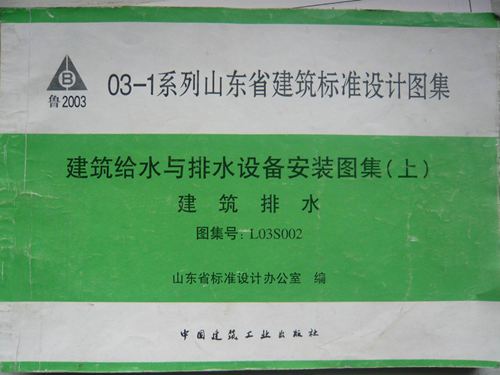 B
鲁2003
03-1系列山东省建筑标准设计图集
建筑给水与排水设备安装图集(上)
建筑排水
图集号:L03S002
山东省标准设计办公室 编
中国建筑工业出版社